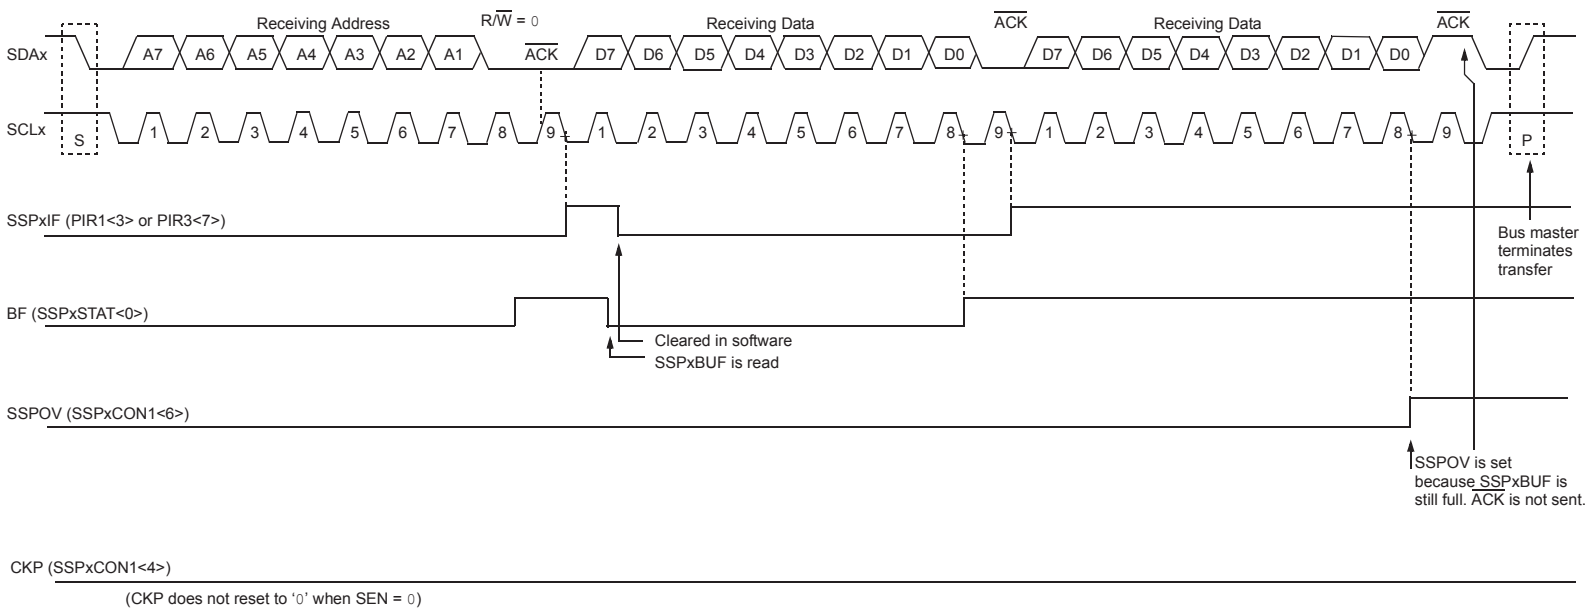 Receiving Address
R/W = 0
Receiving Data
ACK
Receiving Data
ACK
SDAx
A7 A6 A5 A4 A3 A2 A1 ACK D7 D6 D5 D4 D3 D2 D1 D0 D7 D6 D5 D4 D3 D2 D1 D0
SCLx
S 1 2 3 4 5 6 7 8 9 1 2 3 4 5 6 7 8 9 1 2 3 4 5 6 7 8 9 P
SSPxIF (PIR1<3> or PIR3<7>)
Bus master
terminates
transfer
BF (SSPxSTAT<0>)
Cleared in software
SSPxBUF is read
SSPOV (SSPxCON1<6>)
SSPOV is set
because SSPxBUF is
still full. ACK is not sent.
CKP (SSPxCON1<4>)
(CKP does not reset to ‘0’ when SEN = 0)